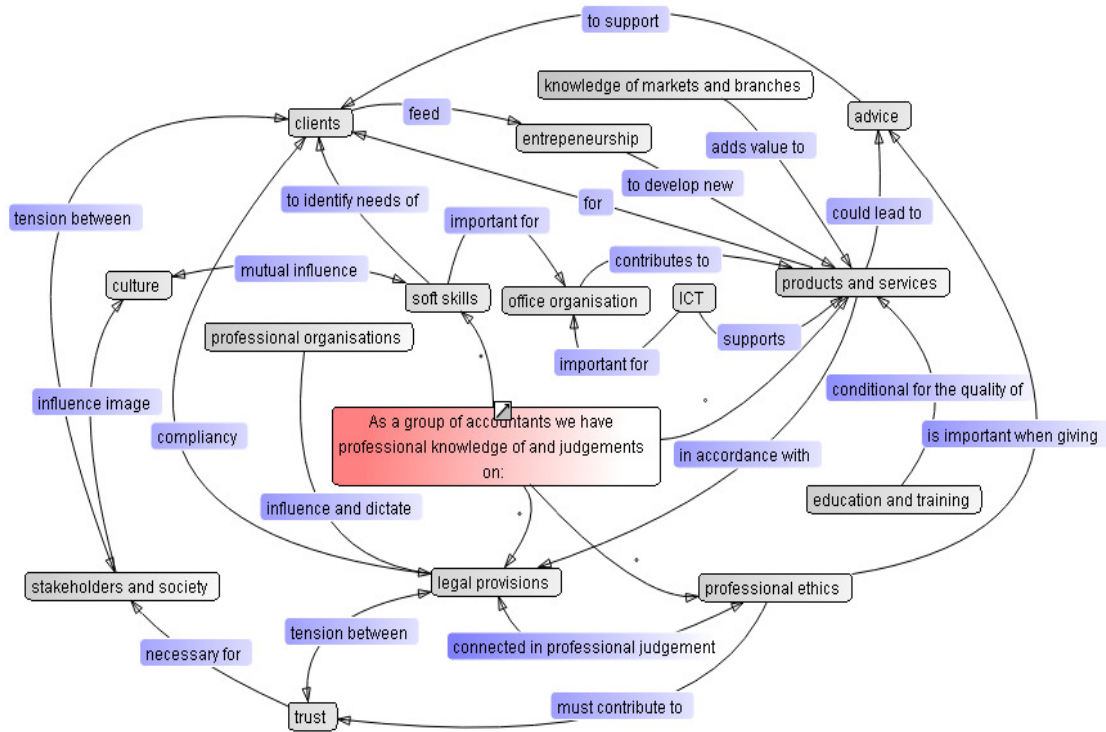 to support
knowledge of markets and branches
clients
feed
advice
entrepeneurship
adds value to
to develop new
to identify needs of
for
tension between
important for
could lead to
contributes to
mutual influence
culture
soft skills
office organisation
ICT
products and services
professional organisations
supports
important for
conditional for the quality of
influence image
As a group of accountants we have
professional knowledge of and judgements
on:
compliancy
in accordance with
is important when giving
education and training
influence and dictate
stakeholders and society
legal provisions
professional ethics
tension between
connected in professional judgement
necessary for
must contribute to
trust